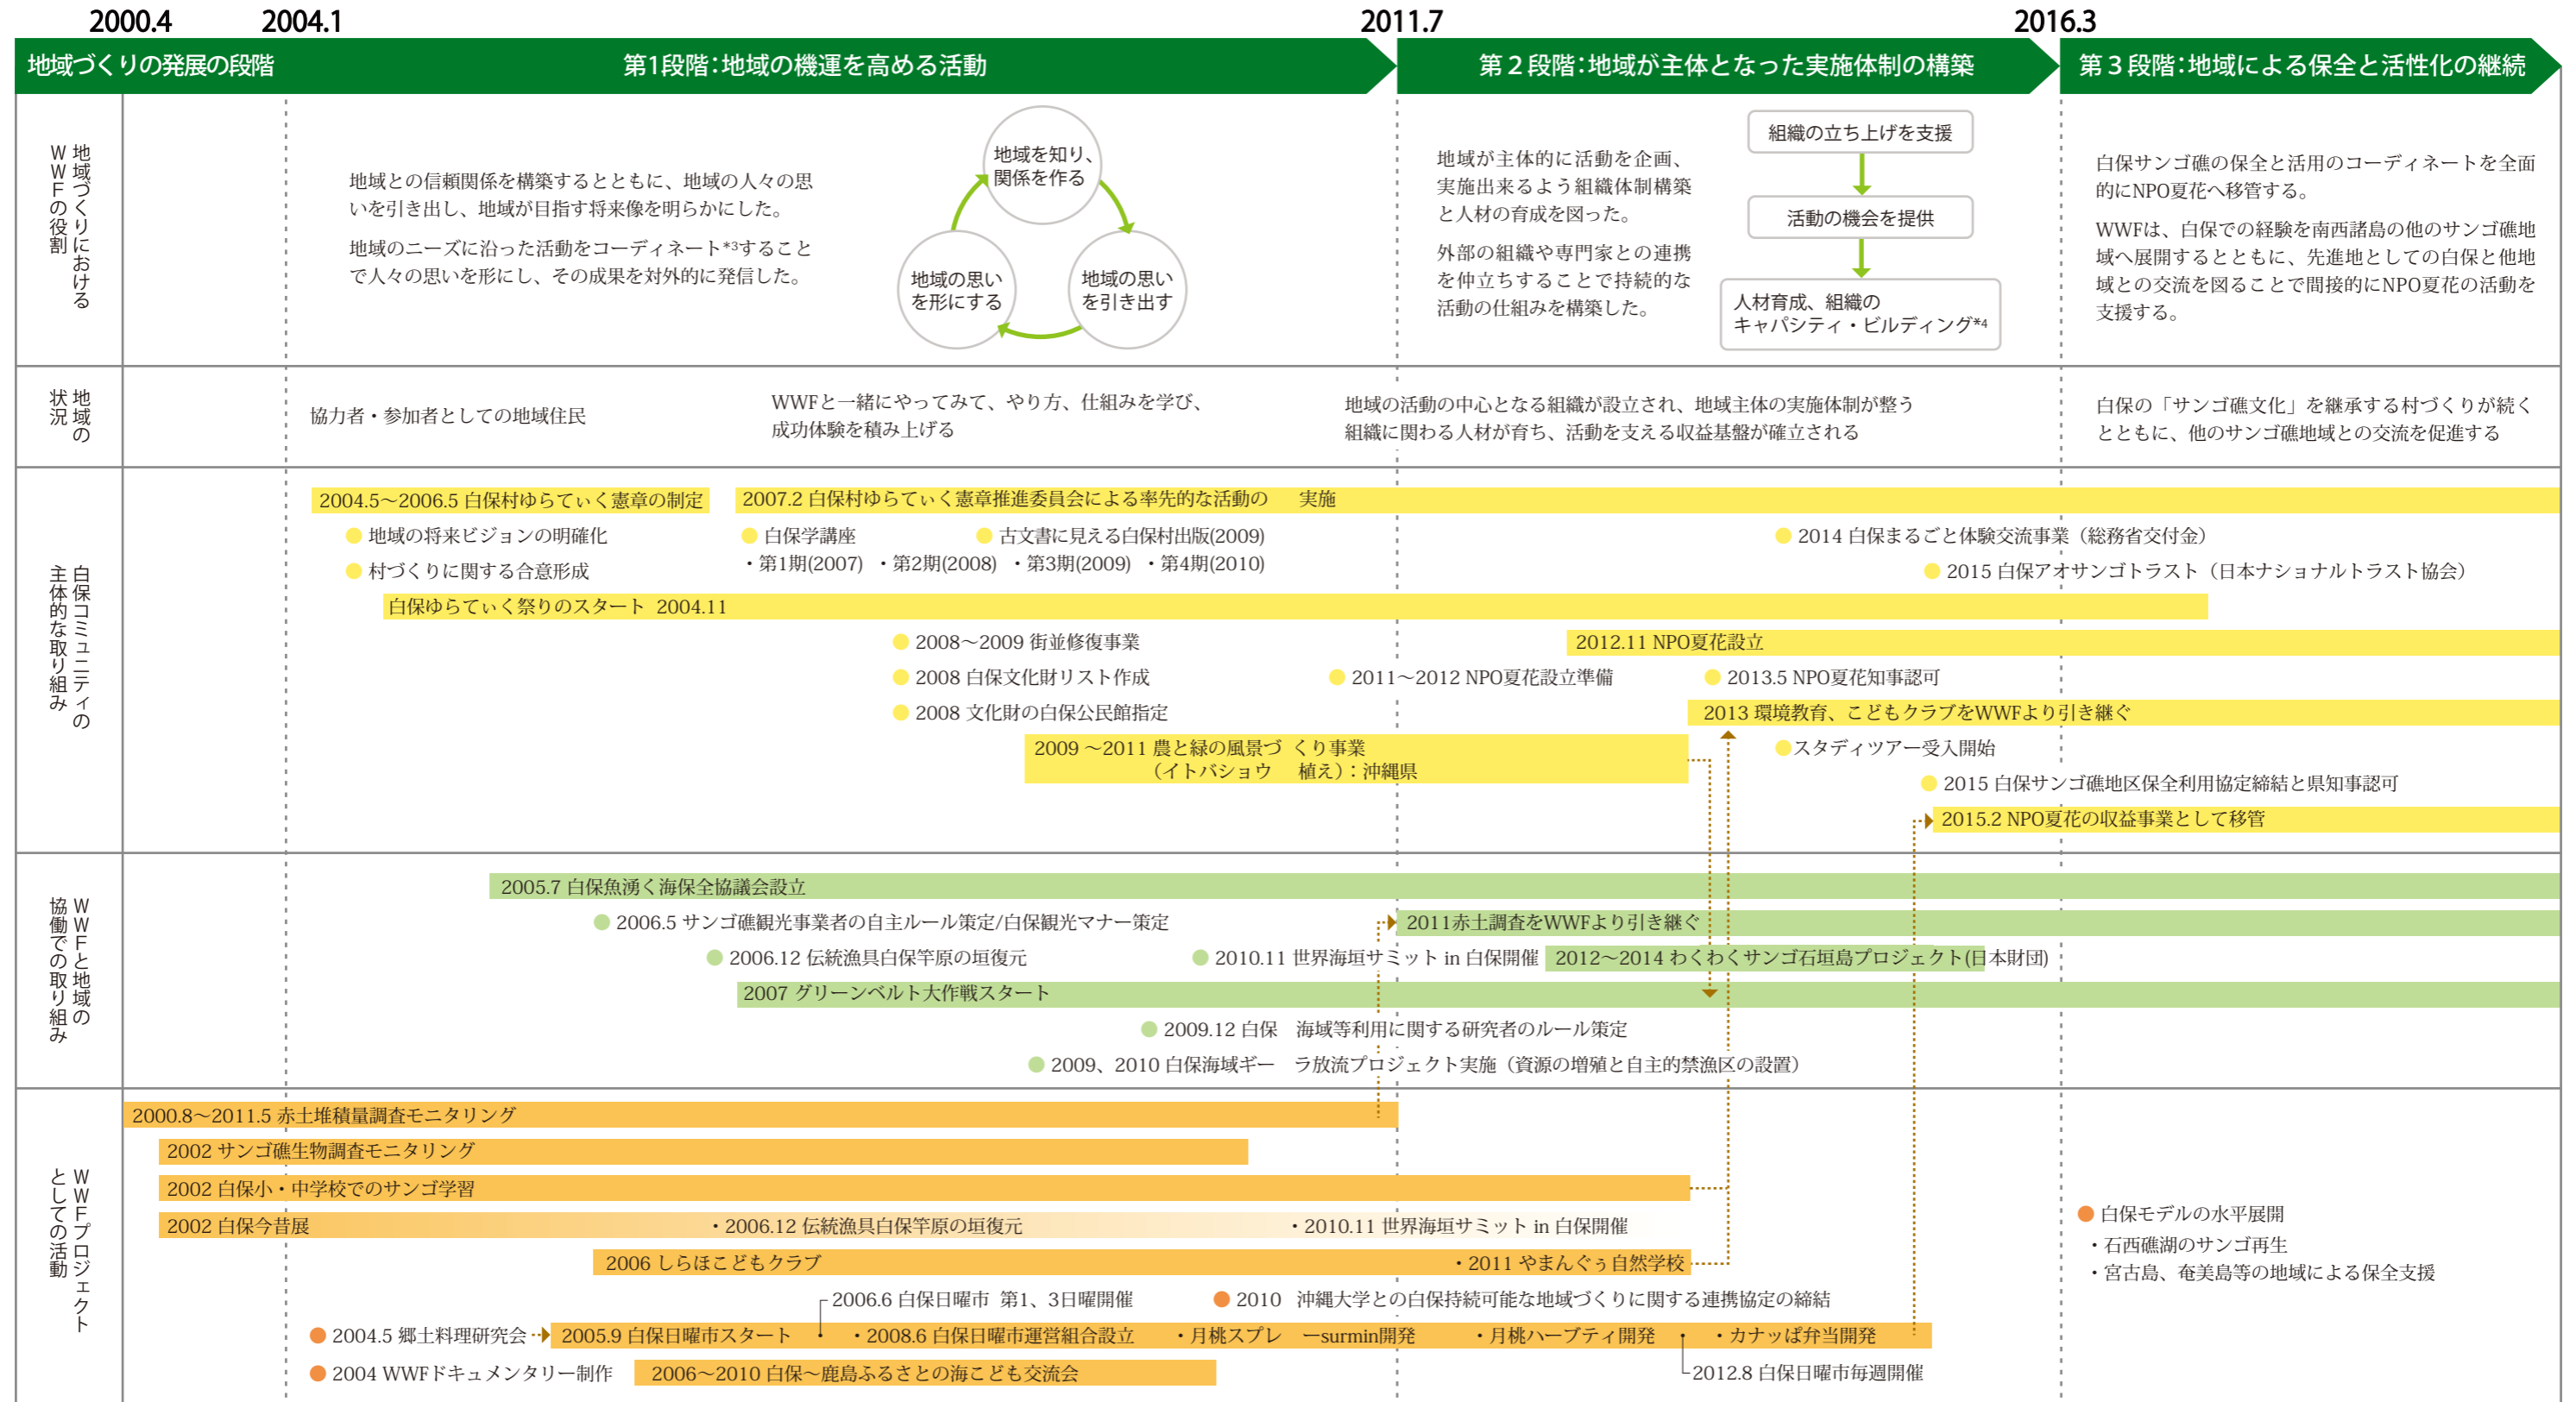 2000.4
2004.1
2011.7
2016.3
地域づくりの発展の段階
第1段階：地域の機運を高める活動
第２段階：地域が主体となった実施体制の構築
第３段階：地域による保全と活性化の継続
地域づくりにおける
ＷＷＦの役割
地域との信頼関係を構築するとともに、地域の人々の思
いを引き出し、地域が目指す将来像を明らかにした。
地域のニーズに沿った活動をコーディネート*3すること
で人々の思いを形にし、その成果を対外的に発信した。
地域を知り、
関係を作る
地域の思い
を形にする
地域の思い
を引き出す
地域が主体的に活動を企画、
実施出来るよう組織体制構築
と人材の育成を図った。
外部の組織や専門家との連携
を仲立ちすることで持続的な
活動の仕組みを構築した。
組織の立ち上げを支援
活動の機会を提供
人材育成、組織の
キャパシティ・ビルディング*4
白保サンゴ礁の保全と活用のコーディネートを全面
的にNPO夏花へ移管する。
WWFは、白保での経験を南西諸島の他のサンゴ礁地
域へ展開するとともに、先進地としての白保と他地
域との交流を図ることで間接的にNPO夏花の活動を
支援する。
地域の
状況
協力者・参加者としての地域住民
WWFと一緒にやってみて、やり方、仕組みを学び、
成功体験を積み上げる
地域の活動の中心となる組織が設立され、地域主体の実施体制が整う
組織に関わる人材が育ち、活動を支える収益基盤が確立される
白保の「サンゴ礁文化」を継承する村づくりが続く
とともに、他のサンゴ礁地域との交流を促進する
白保コミュニティの
主体的な取り組み
2004.5～2006.5 白保村ゆらてぃく憲章の制定
2007.2 白保村ゆらてぃく憲章推進委員会による率先的な活動の　実施
地域の将来ビジョンの明確化
白保学講座
古文書に見える白保村出版(2009)
2014 白保まるごと体験交流事業（総務省交付金）
村づくりに関する合意形成
・第1期(2007) ・第2期(2008) ・第3期(2009) ・第4期(2010)
2015 白保アオサンゴトラスト（日本ナショナルトラスト協会）
白保ゆらてぃく祭りのスタート 2004.11
2008～2009 街並修復事業
2012.11 NPO夏花設立
2008 白保文化財リスト作成
2011～2012 NPO夏花設立準備
2013.5 NPO夏花知事認可
2008 文化財の白保公民館指定
2013 環境教育、こどもクラブをWWFより引き継ぐ
2009 ～2011 農と緑の風景づ くり事業
（イトバショウ　植え）：沖縄県
スタディツアー受入開始
2015 白保サンゴ礁地区保全利用協定締結と県知事認可
2015.2 NPO夏花の収益事業として移管
ＷＷＦと地域の
協働での取り組み
2005.7 白保魚湧く海保全協議会設立
2006.5 サンゴ礁観光事業者の自主ルール策定/白保観光マナー策定
2011赤土調査をWWFより引き継ぐ
2006.12 伝統漁具白保竿原の垣復元
2010.11 世界海垣サミット in 白保開催
2012～2014 わくわくサンゴ石垣島プロジェクト(日本財団)
2007 グリーンベルト大作戦スタート
2009.12 白保　海域等利用に関する研究者のルール策定
2009、2010 白保海域ギー　ラ放流プロジェクト実施（資源の増殖と自主的禁漁区の設置）
ＷＷＦプロジェクト
としての活動
2000.8～2011.5 赤土堆積量調査モニタリング
2002 サンゴ礁生物調査モニタリング
2002 白保小・中学校でのサンゴ学習
2002 白保今昔展
・2006.12 伝統漁具白保竿原の垣復元
・2010.11 世界海垣サミット in 白保開催
白保モデルの水平展開
・石西礁湖のサンゴ再生
・宮古島、奄美島等の地域による保全支援
2006 しらほこどもクラブ
・2011 やまんぐぅ自然学校
2006.6 白保日曜市 第1、3日曜開催
2010　沖縄大学との白保持続可能な地域づくりに関する連携協定の締結
2004.5 郷土料理研究会
2005.9 白保日曜市スタート
・
・2008.6 白保日曜市運営組合設立
・月桃スプレ　ーsurmin開発
・月桃ハーブティ開発
・
・カナッぱ弁当開発
2004 WWFドキュメンタリー制作
2006～2010 白保～鹿島ふるさとの海こども交流会
2012.8 白保日曜市毎週開催